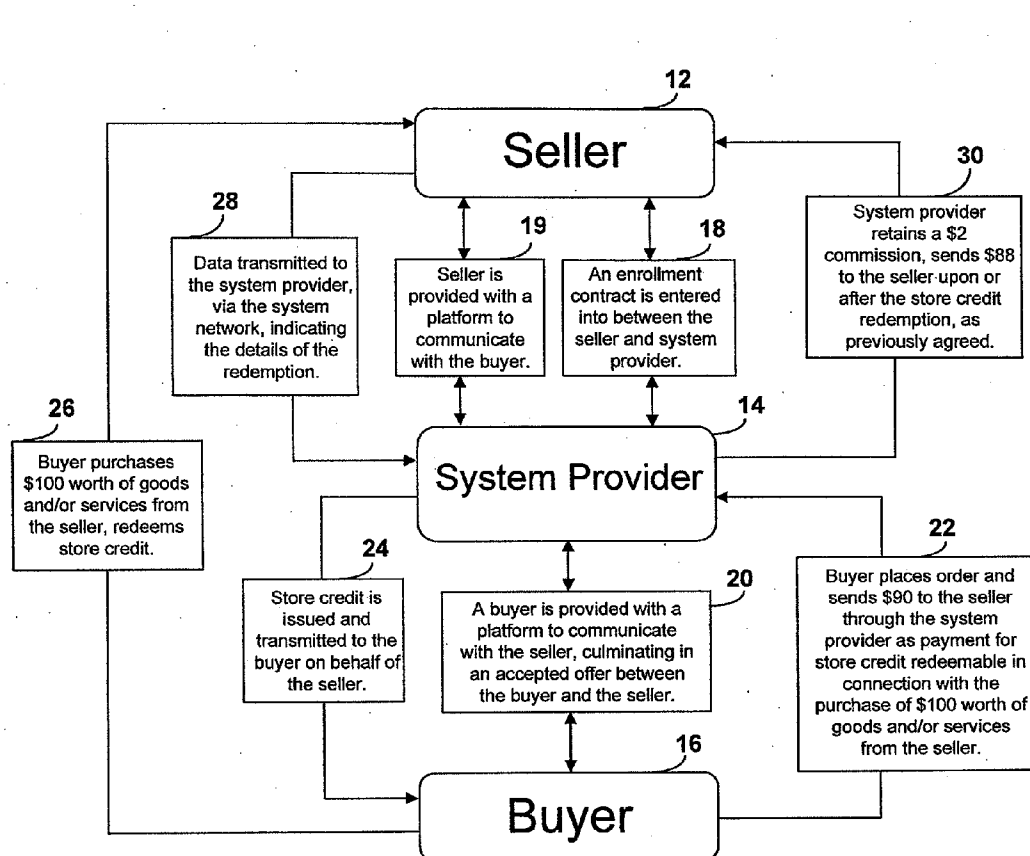 12
Seller
30
System provider
retains a $2
commission, sends $88
to the seller upon or
after the store credit
redemption, as
previously agreed.
28
Data transmitted to
the system provider,
via the system
network, indicating
the details of the
redemption.
19
Seller is
provided with a
platform to
communicate
with the buyer.
18
An enrollment
contract is entered
into between the
seller and system
provider.
26
Buyer purchases
$100 worth of goods
and/or services from
the seller, redeems
store credit.
14
System Provider
24
Store credit is
issued and
transmitted to the
buyer on behalf of
the seller.
20
A buyer is provided with a
platform to communicate
with the seller, culminating in
an accepted offer between
the buyer and the seller.
22
Buyer places order and
sends $90 to the seller
through the system
provider as payment for
store credit redeemable in
connection with the
purchase of $100 worth of
goods and/or services
from the seller.
16
Buyer